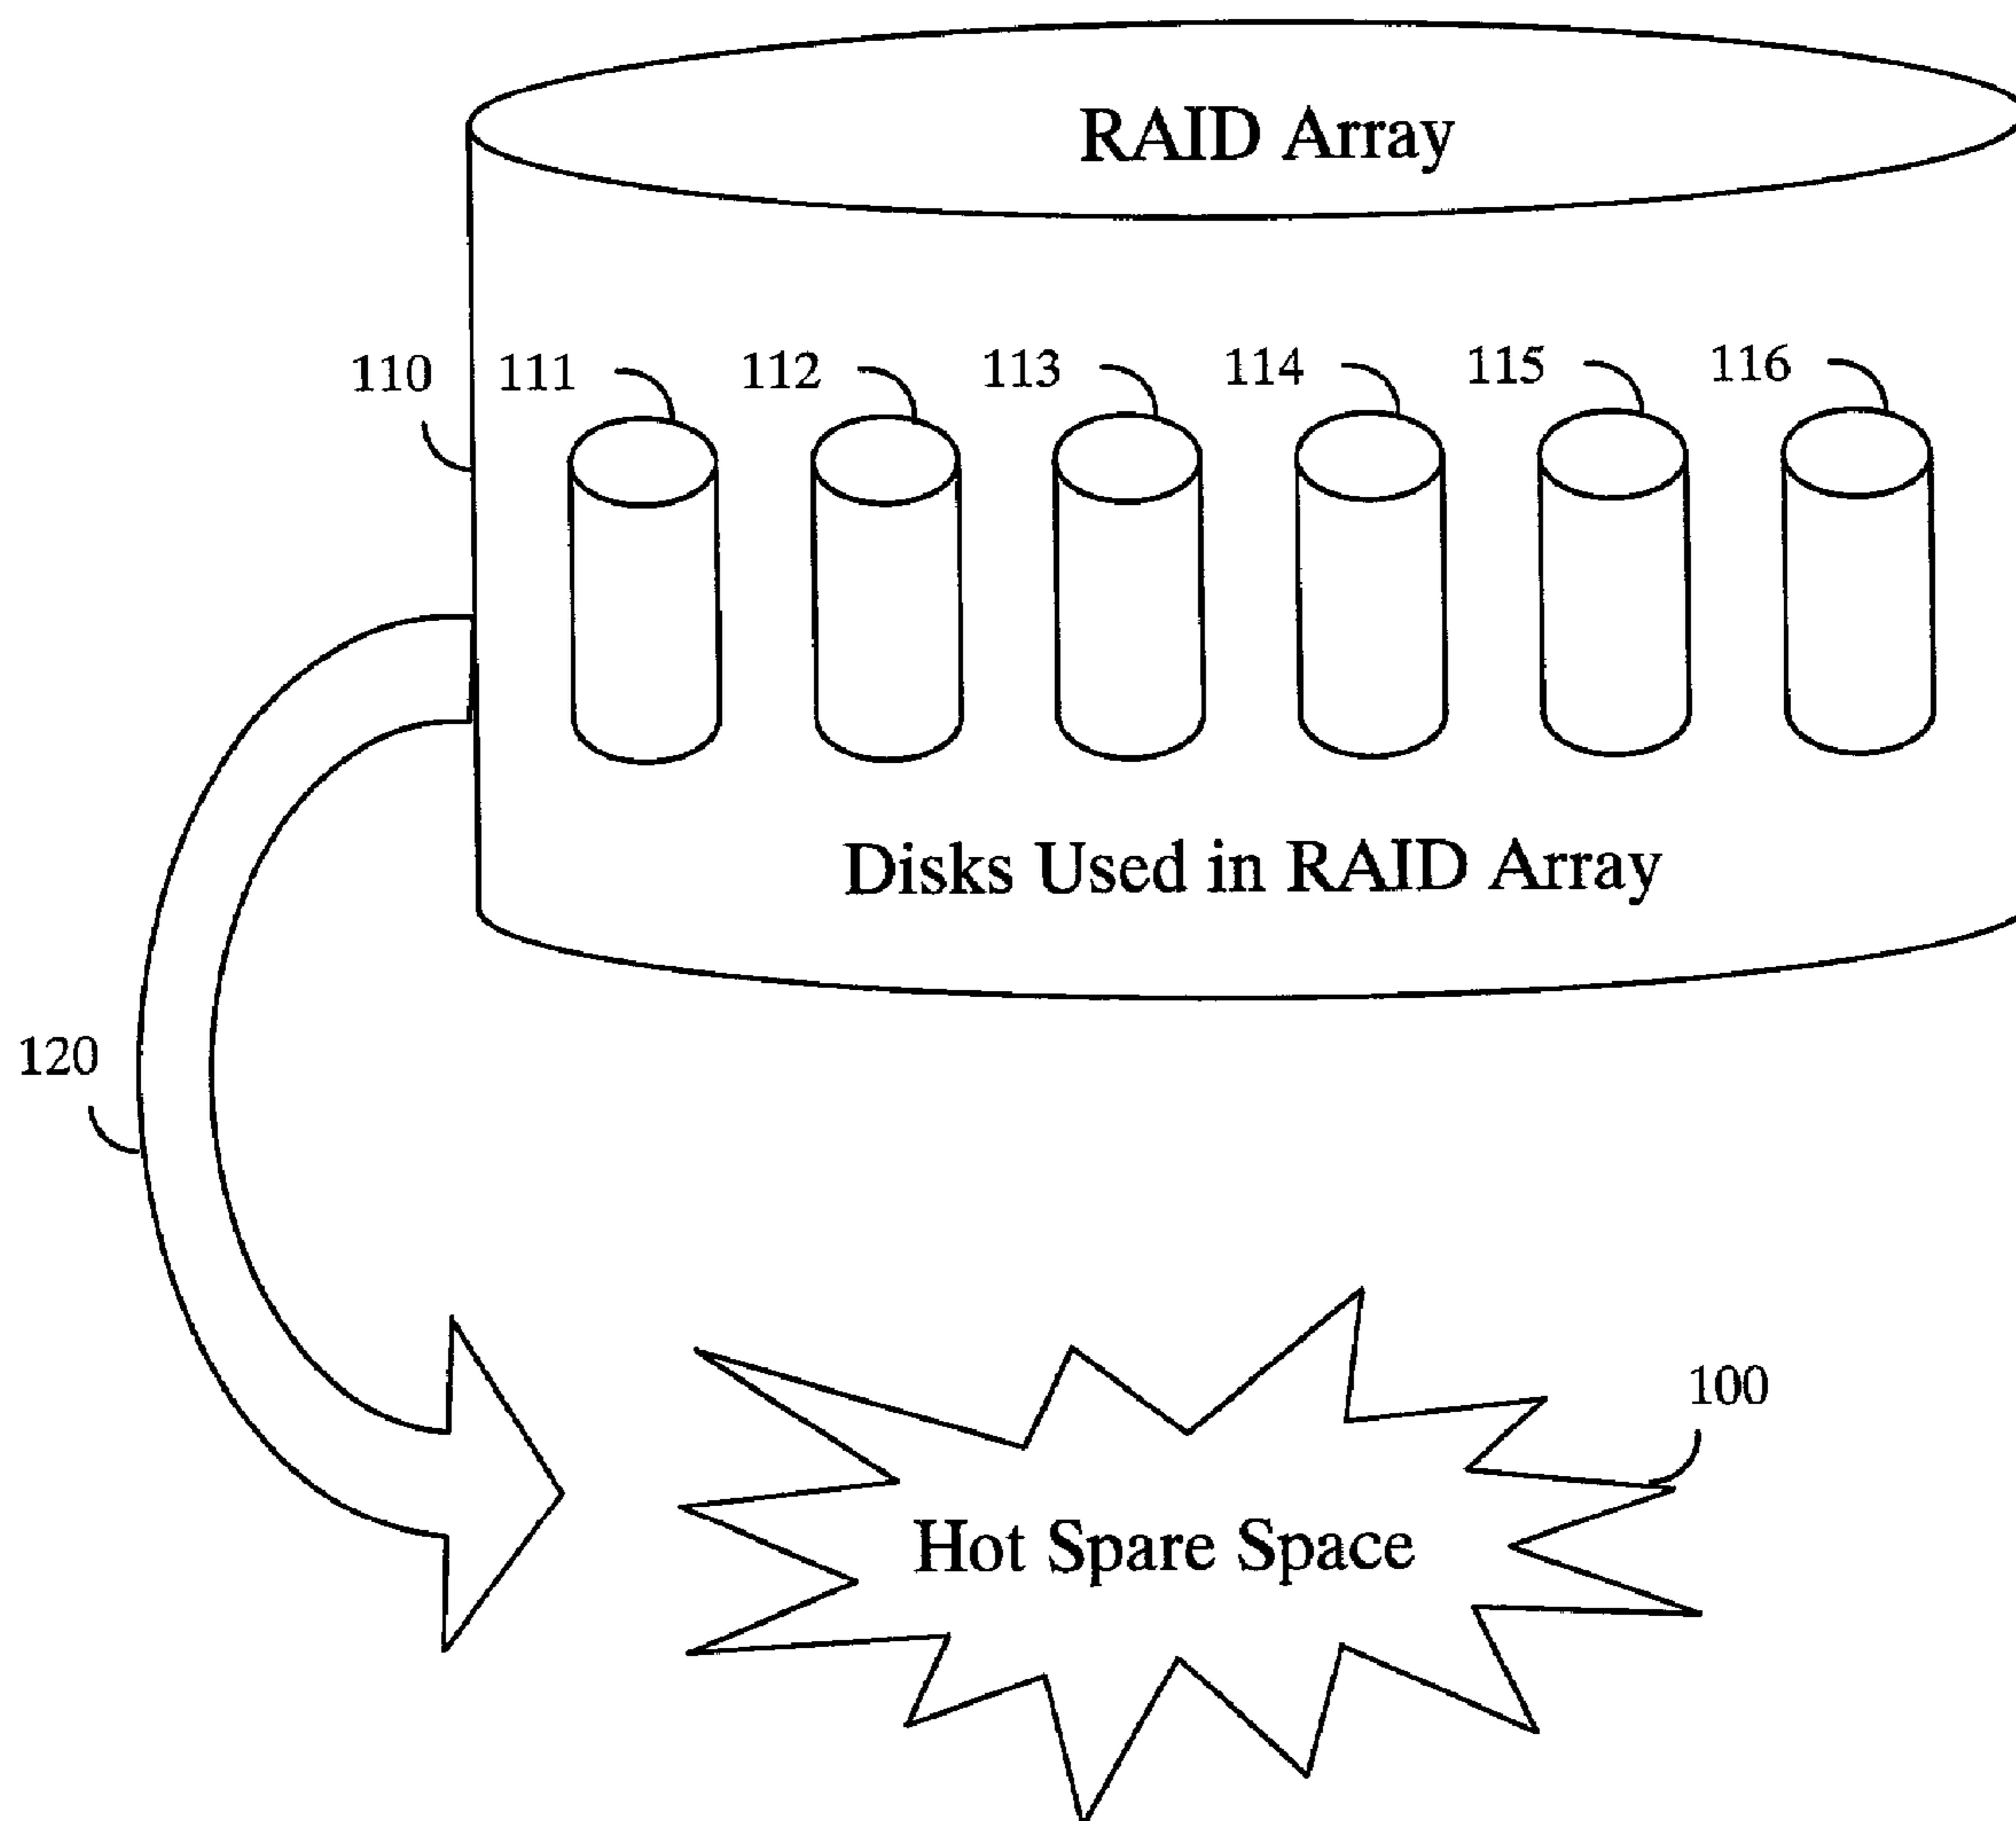 RAID Array
110 111 112 113 114 115 116
Disks Used in RAID Array
120
100
Hot Spare Space